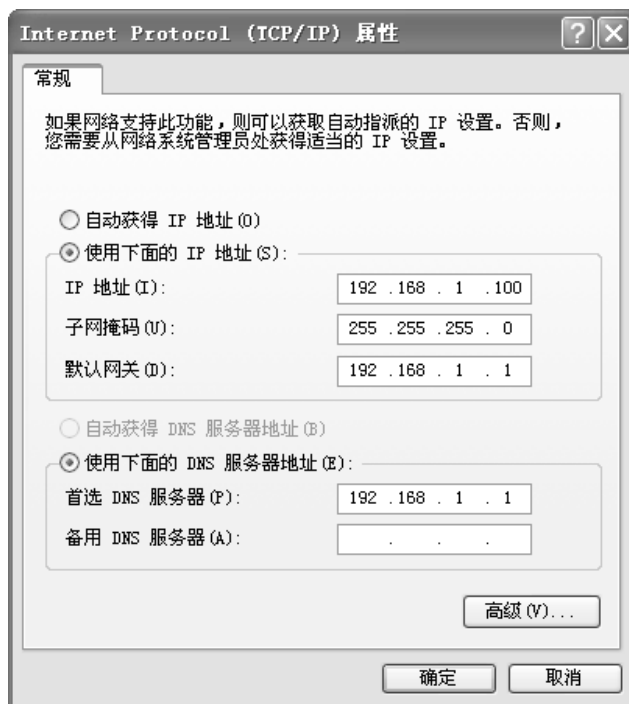 Internet Protocol (TCP/IP) 属性
常规
如果网络支持此功能，则可以获取自动指派的 IP 设置。否则，
您需要从网络系统管理员处获得适当的 IP 设置。
自动获得 IP 地址(O)
使用下面的 IP 地址(S):
IP 地址(I): 192 .168 . 1 .100
子网掩码(U): 255 .255 .255 . 0
默认网关(D): 192 .168 . 1 . 1
自动获得 DNS 服务器地址(B)
使用下面的 DNS 服务器地址(E):
首选 DNS 服务器(P): 192 .168 . 1 . 1
备用 DNS 服务器(A): . . .
高级(V)...
确定 取消